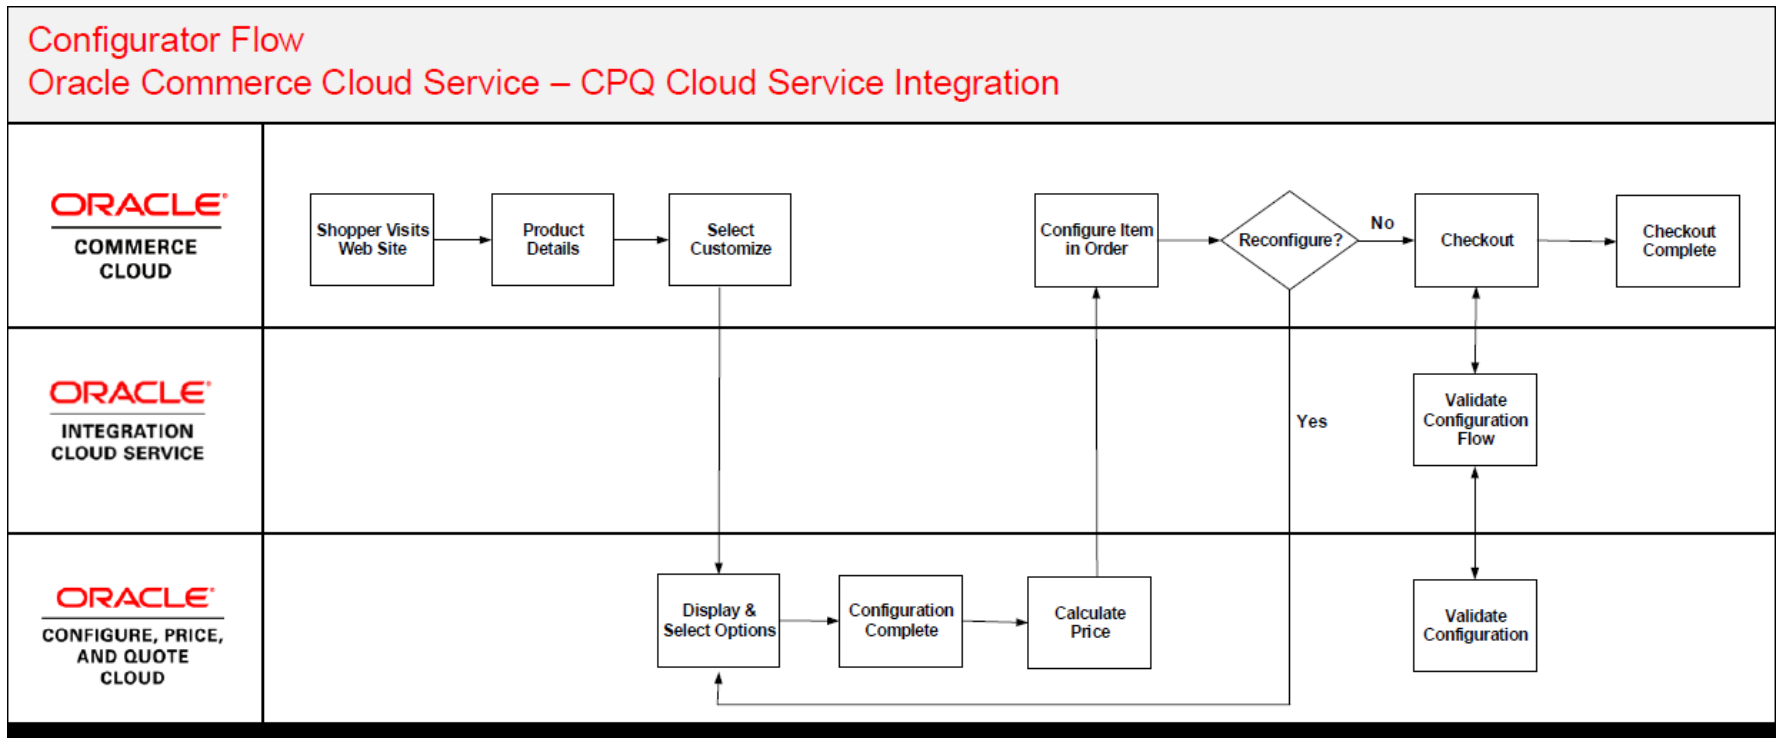 Configurator Flow
Oracle Commerce Cloud Service – CPQ Cloud Service Integration
ORACLE®
COMMERCE
CLOUD
Shopper Visits
Web Site
Product
Details
Select
Customize
Configure Item
in Order
Reconfigure?
No
Checkout
Checkout
Complete
ORACLE®
INTEGRATION
CLOUD SERVICE
Yes
Validate
Configuration
Flow
ORACLE®
CONFIGURE, PRICE,
AND QUOTE
CLOUD
Display &
Select Options
Configuration
Complete
Calculate
Price
Validate
Configuration